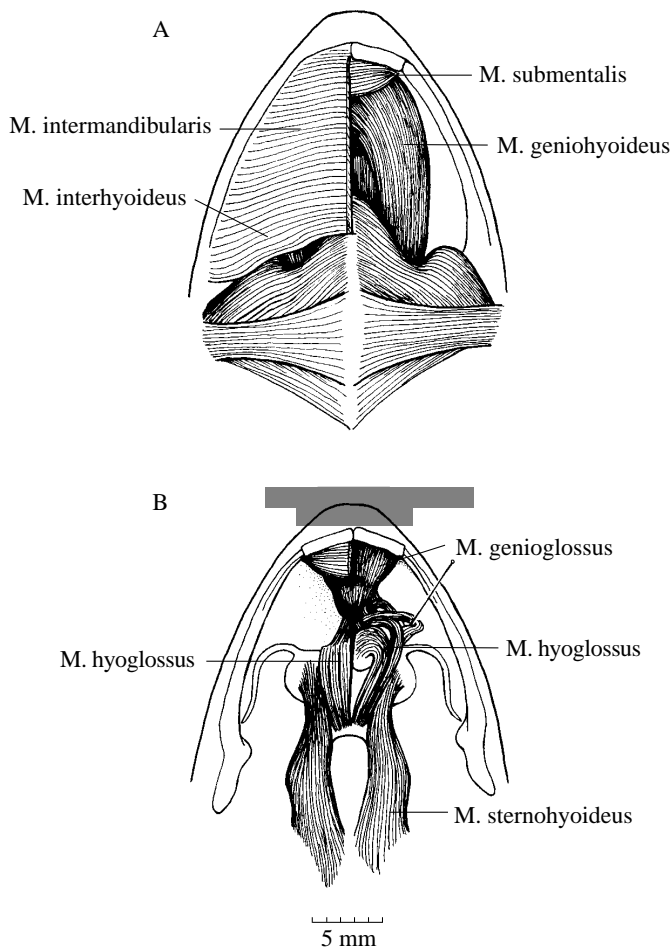 A
M. submentalis
M. intermandibularis
M. geniohyoideus
M. interhyoideus
B
M. genioglossus
M. hyoglossus
M. hyoglossus
M. sternohyoideus
5 mm